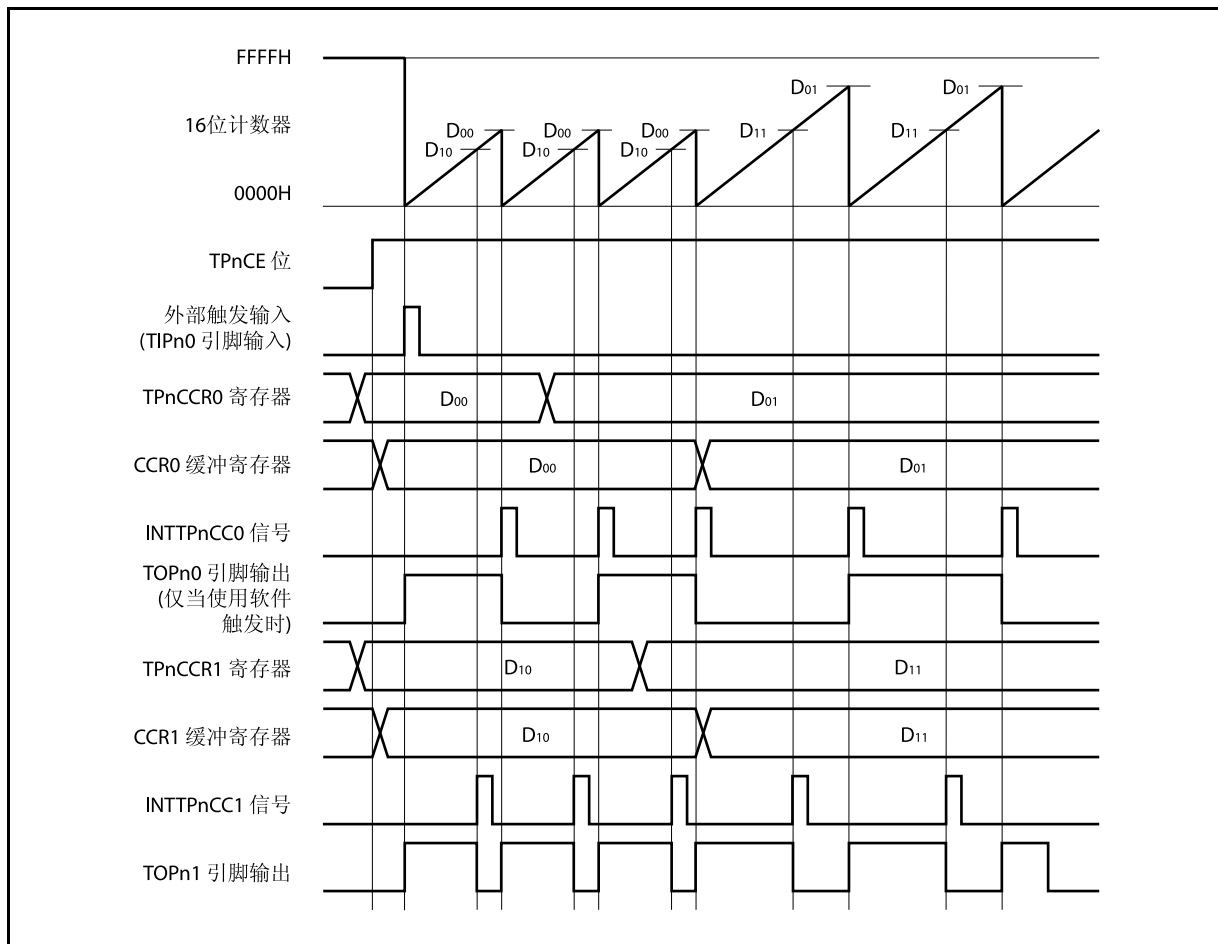 FFFFH
16位计数器
0000H
D00 D00 D00 D01 D01
D10 D10 D10 D11 D11
TPnCE 位
外部触发输入
(TIPn0 引脚输入)
TPnCCR0 寄存器
D00 D01
CCR0 缓冲寄存器
D00 D01
INTTPnCC0 信号
TOPn0 引脚输出
(仅当使用软件
触发时)
TPnCCR1 寄存器
D10 D11
CCR1 缓冲寄存器
D10 D11
INTTPnCC1 信号
TOPn1 引脚输出